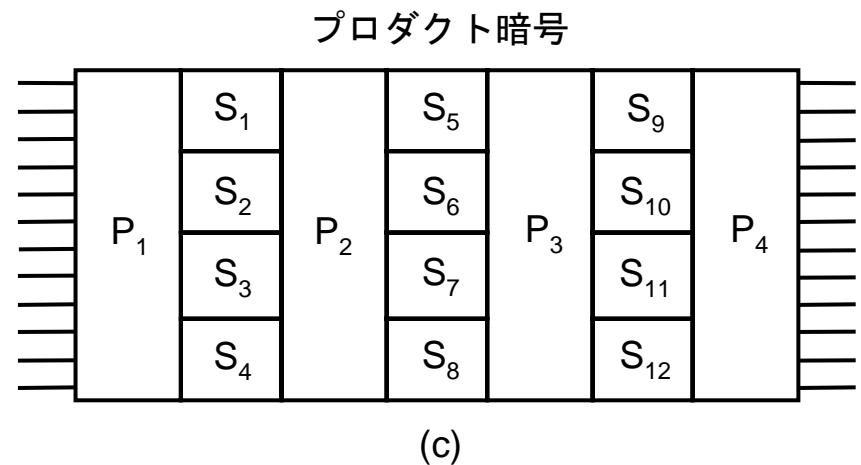 プロダクト暗号
S₁ S₅ S₉
S₂ S₆ S₁₀
P₁ P₂ P₃ P₄
S₃ S₇ S₁₁
S₄ S₈ S₁₂
(c)